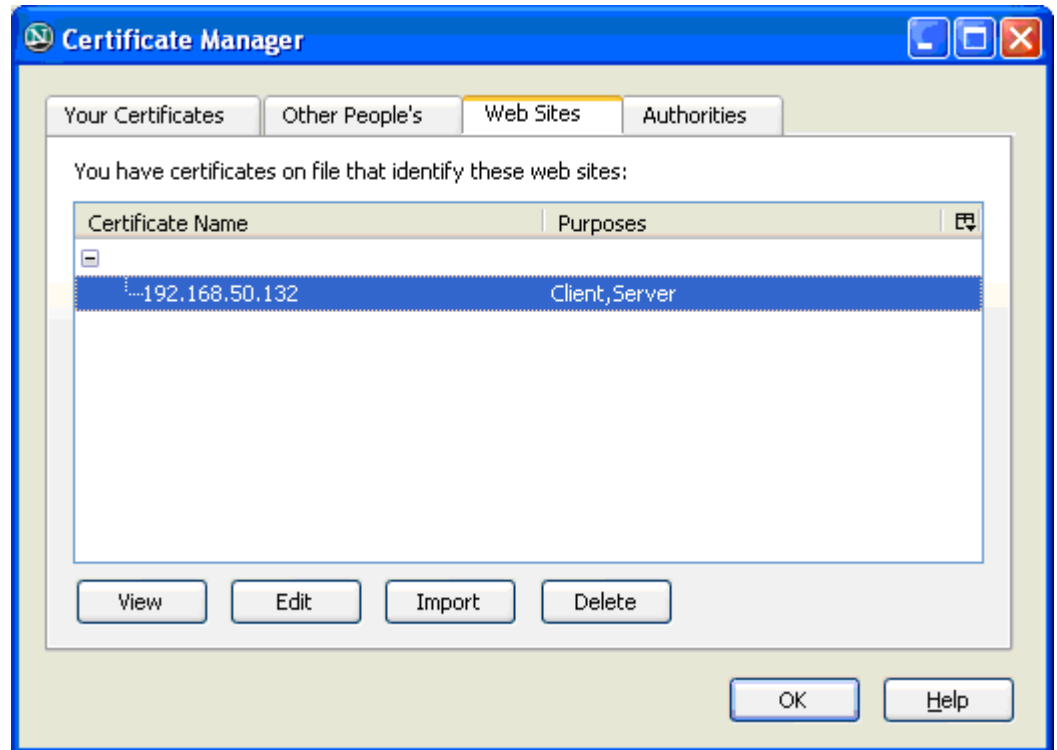 Certificate Manager
Your Certificates Other People's Web Sites Authorities
You have certificates on file that identify these web sites:
Certificate Name Purposes
192.168.50.132 Client,Server
View Edit Import Delete
OK Help